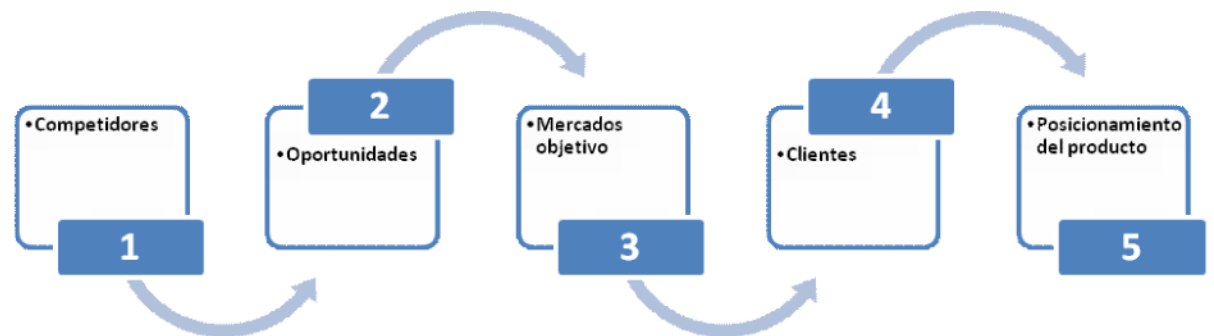 •Competidores
1
2
•Oportunidades
•Mercados
objetivo
3
4
•Clientes
•Posicionamiento
del producto
5